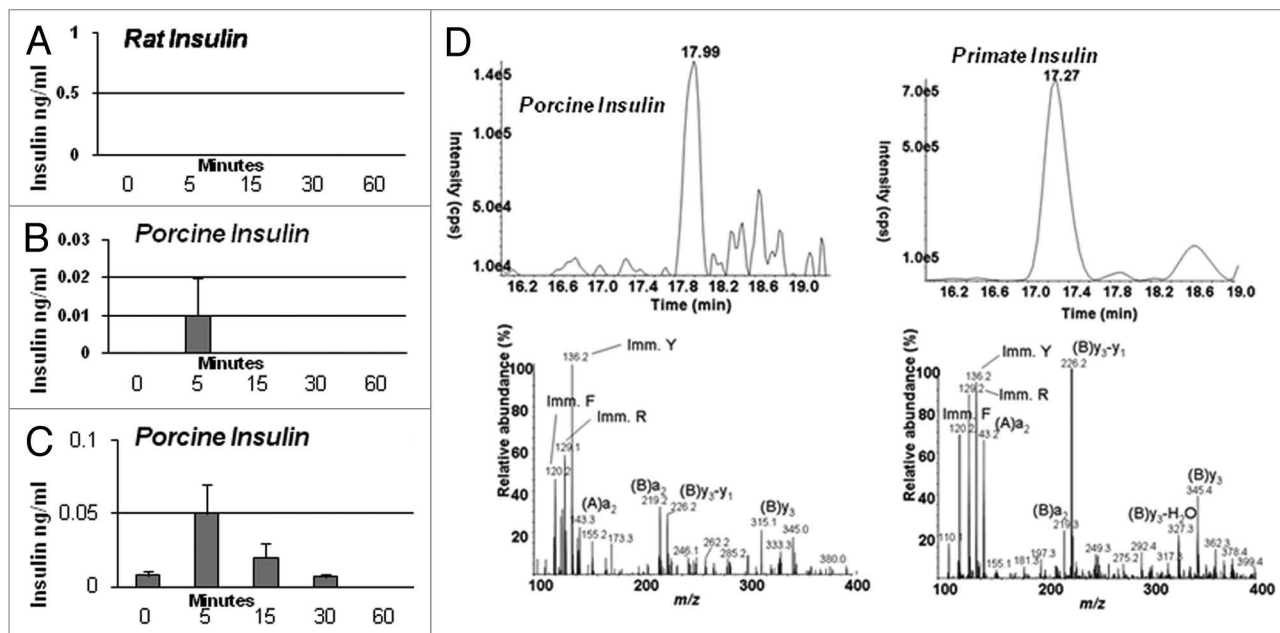 A
Rat Insulin
Insulin ng/ml
1
0.5
0
Minutes
0 5 15 30 60
B
Porcine Insulin
Insulin ng/ml
0.03
0.02
0.01
0
0 5 15 30 60
C
Porcine Insulin
Insulin ng/ml
0.1
0.05
0
0 5 15 30 60
D
17.99
Porcine Insulin
Intensity (cps)
1.4e5
1.0e5
5.0e4
1.0e4
16.2 16.6 17.0 17.4 17.8 18.2 18.6 19.0
Time (min)
Primate Insulin
17.27
Intensity (cps)
7.0e5
5.0e5
1.0e5
16.2 16.6 17.0 17.4 17.8 18.2 18.6 19.0
Time (min)
Relative abundance (%)
100
80
60
40
20
136.2
Imm. Y
Imm. F
Imm. R
129.1
120.2
(A)a2
143.3
155.2
173.3
(B)a2
219.2
(B)y3-y1
226.2
246.1
262.2
285.2
(B)y3
315.1
345.0
333.3
380.0
100 200 300 400
m/z
Relative abundance (%)
100
80
60
40
20
Imm. Y
136.2
129.2
Imm. R
Imm. F
120.2
(A)a2
43.2
(B)y3-y1
226.2
110.1
155.1
181.3
197.3
(B)a2
219.3
249.3
275.2
292.4
317.3
(B)y3-H2O
327.3
(B)y3
345.4
362.3
378.4
399.4
100 200 300 400
m/z